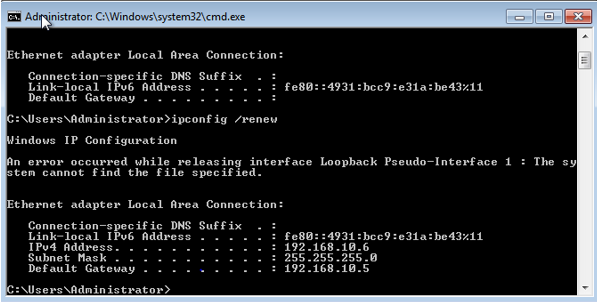 Administrator: C:\Windows\system32\cmd.exe
Ethernet adapter Local Area Connection:
Connection-specific DNS Suffix . :
Link-local IPv6 Address . . . . . : fe80::4931:bcc9:e31a:be43%11
Default Gateway . . . . . . . . . :
C:\Users\Administrator>ipconfig /renew
Windows IP Configuration
An error occurred while releasing interface Loopback Pseudo-Interface 1 : The sy
stem cannot find the file specified.
Ethernet adapter Local Area Connection:
Connection-specific DNS Suffix . :
Link-local IPv6 Address . . . . . : fe80::4931:bcc9:e31a:be43%11
IPv4 Address. . . . . . . . . . . : 192.168.10.6
Subnet Mask . . . . . . . . . . . : 255.255.255.0
Default Gateway . . . . . . . . . : 192.168.10.5
C:\Users\Administrator>